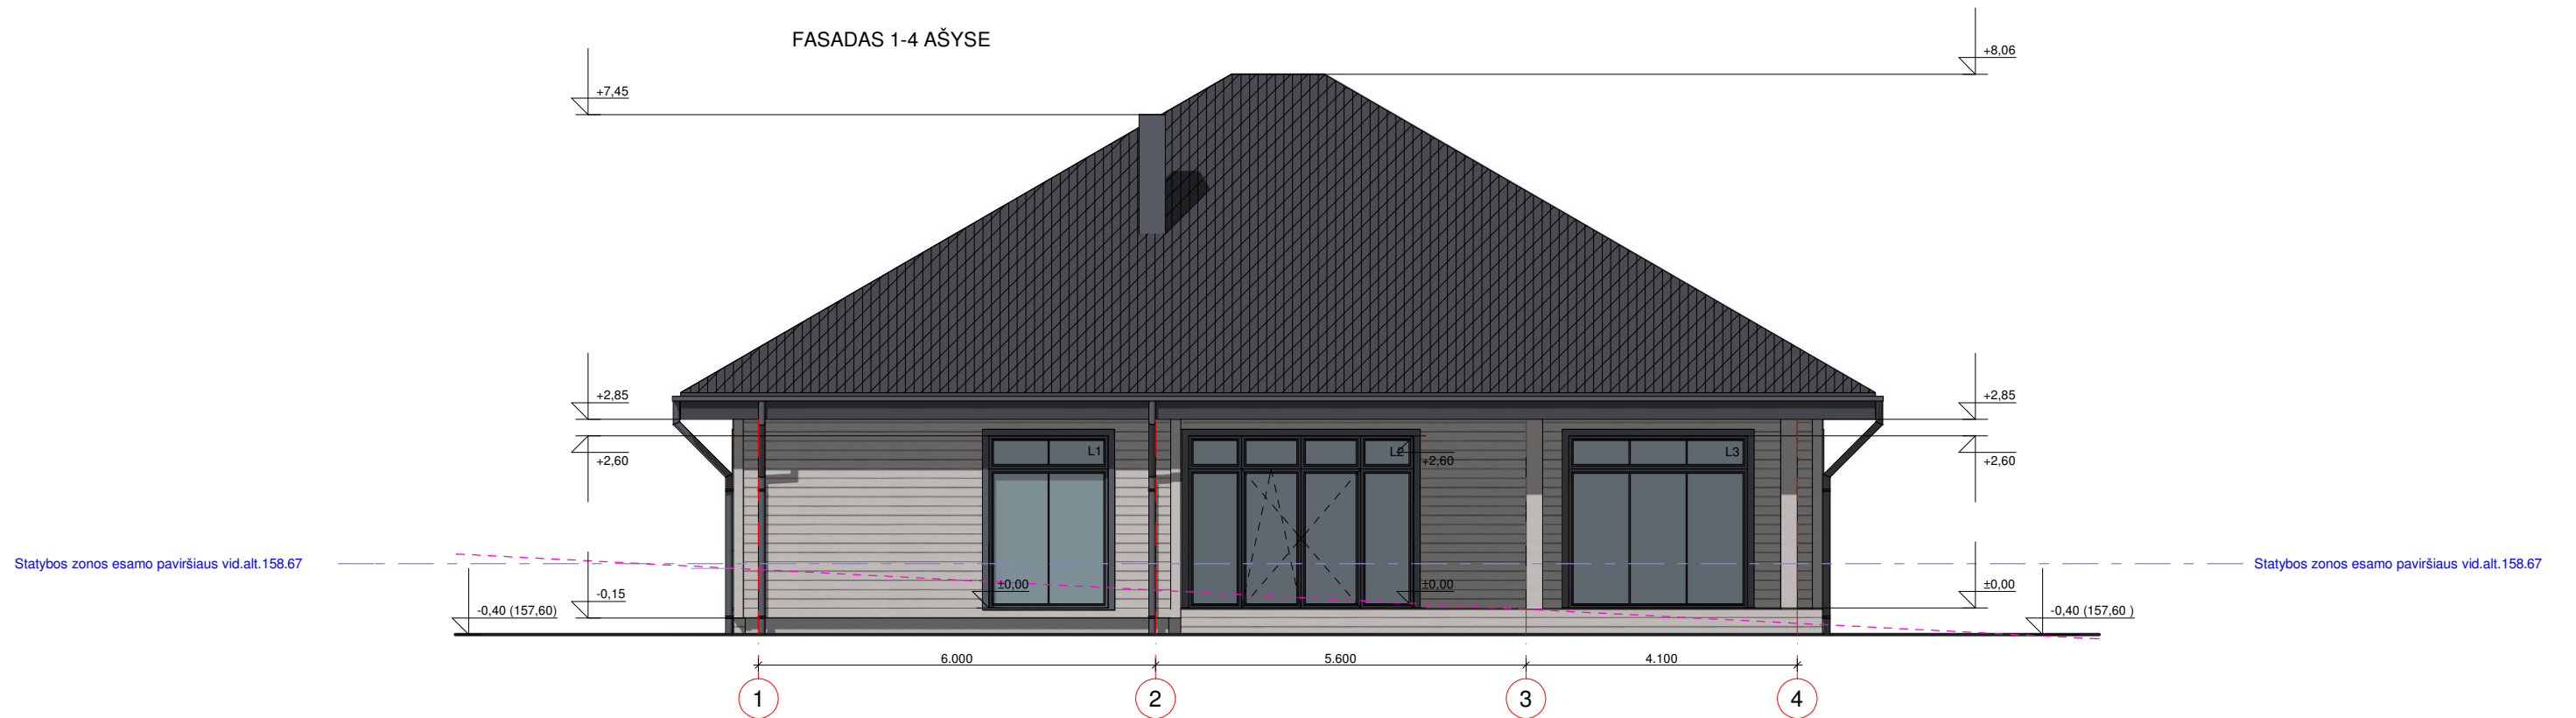 FASADAS 1-4 AŠYSE
+8,06
+7,45
+2,85
+2,85
+2,60
L1
L2
+2,60
L3
+2,60
Statybos zonos esamo paviršiaus vid.alt.158.67
Statybos zonos esamo paviršiaus vid.alt.158.67
-0,40 (157,60)
-0,15
±0,00
±0,00
±0,00
-0,40 (157,60 )
6.000
5.600
4.100
1
2
3
4